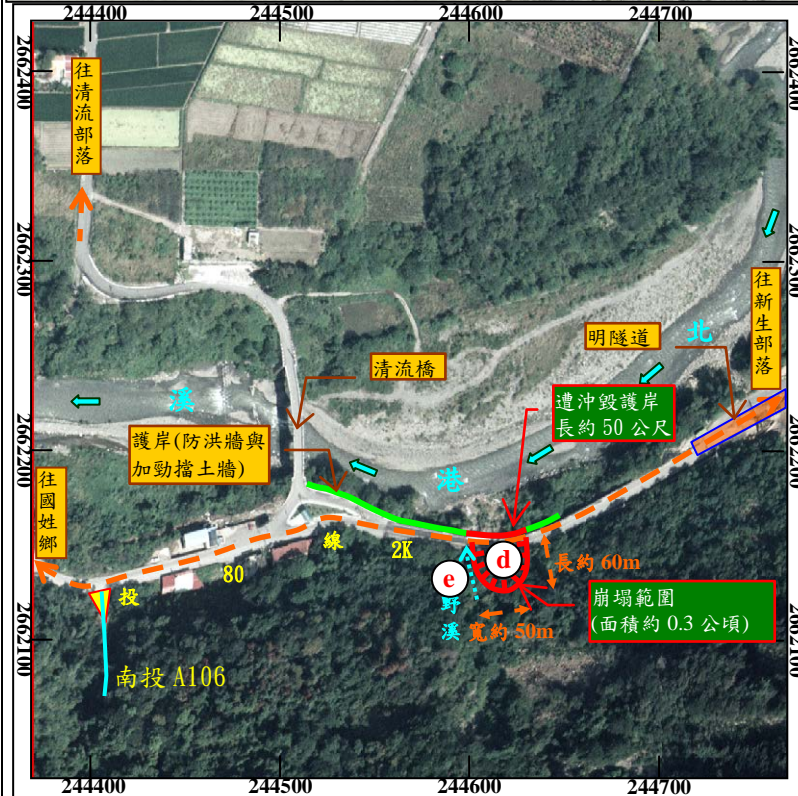 244400 244500 244600 244700
2662400
2662400
往清流部落
2662300
2662300
往新生部落
明隧道
北
清流橋
溪
遭沖毀護岸
長約 50 公尺
護岸(防洪牆與
加勁擋土牆)
2662200
2662200
港
往國姓鄉
線
2K
80
投
e
d
長約 60m
野溪
寬約 50m
崩塌範圍
(面積約 0.3 公頃)
2662100
2662100
南投 A106
244400 244500 244600 244700